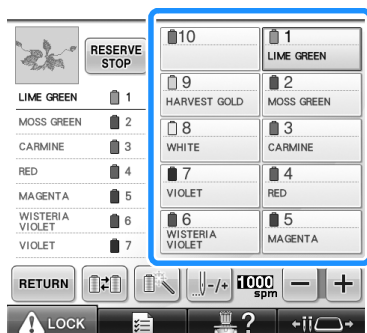 RESERVE
STOP
LIME GREEN 1
MOSS GREEN 2
CARMINE 3
RED 4
MAGENTA 5
WISTERIA
VIOLET 6
VIOLET 7
10
1
LIME GREEN
9
HARVEST GOLD
2
MOSS GREEN
8
WHITE
3
CARMINE
7
VIOLET
4
RED
6
WISTERIA
VIOLET
5
MAGENTA
RETURN
-/+
1000
spm
-
+
LOCK
?